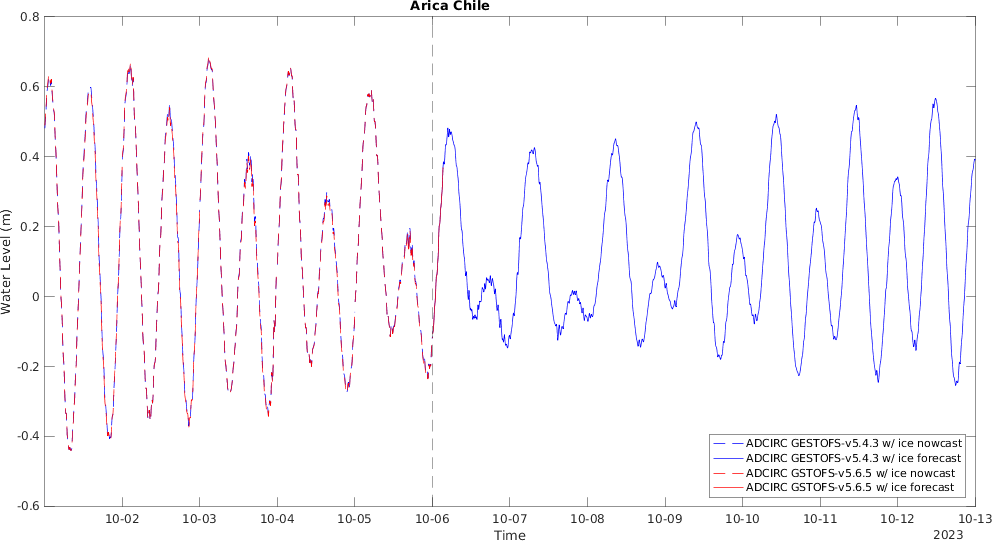 Arica Chile
Water Level (m)
0.8
0.6
0.4
0.2
0
-0.2
-0.4
-0.6
ADCIRC GESTOFS-v5.4.3 w/ ice nowcast
ADCIRC GESTOFS-v5.4.3 w/ ice forecast
ADCIRC GSTOFS-v5.6.5 w/ ice nowcast
ADCIRC GSTOFS-v5.6.5 w/ ice forecast
10-02 10-03 10-04 10-05 10-06 10-07 10-08 10-09 10-10 10-11 10-12 10-13
Time
2023